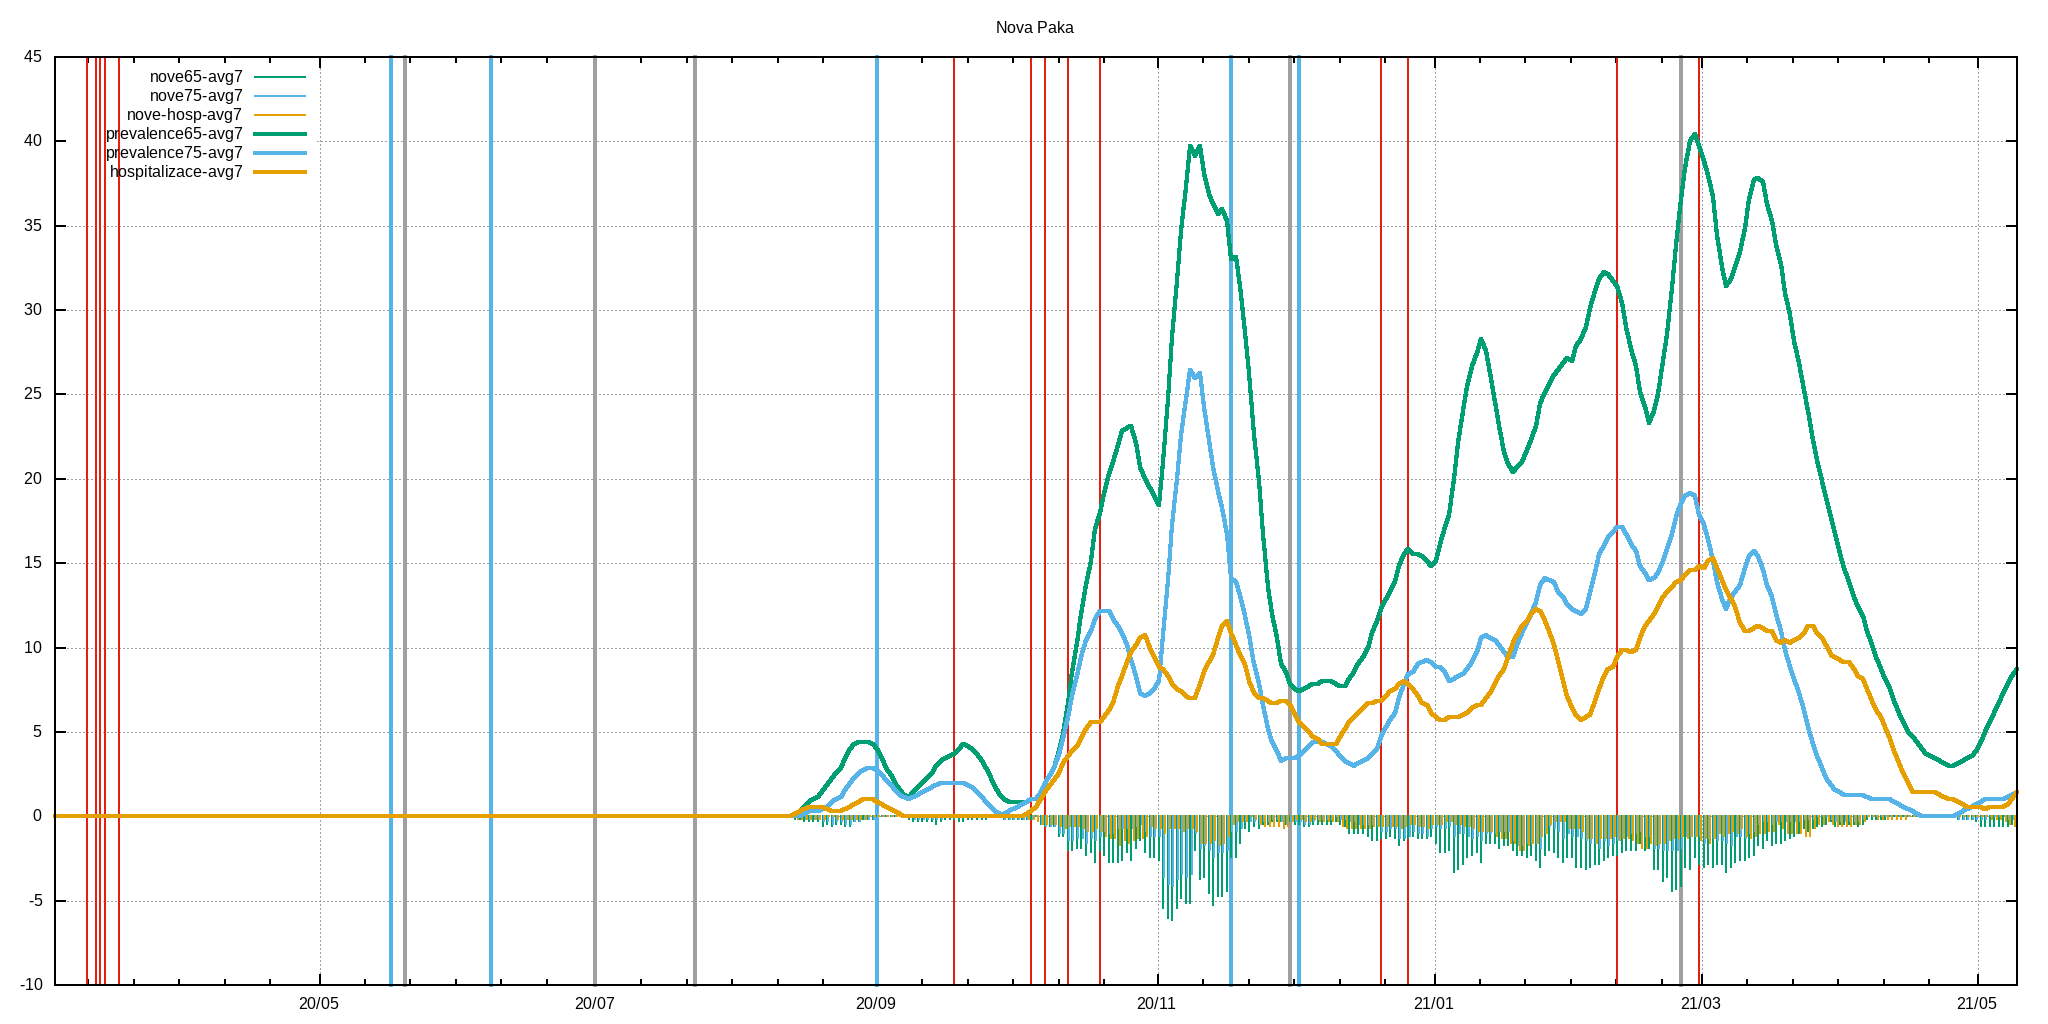 Nova Paka
45
40
35
30
25
20
15
10
5
0
-5
-10
nove65-avg7
nove75-avg7
nove-hosp-avg7
prevalence65-avg7
prevalence75-avg7
hospitalizace-avg7
20/05
20/07
20/09
20/11
21/01
21/03
21/05